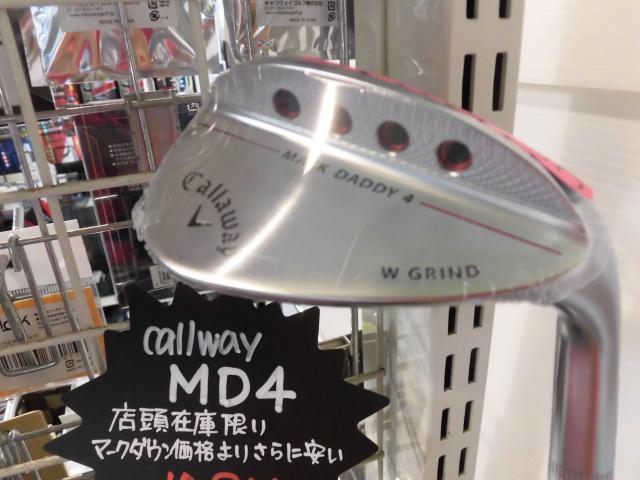 MACK DADDY 4
Callaway
W GRIND
callway
MD4
店頭在庫限り
マークダウン価格よりさらに安い